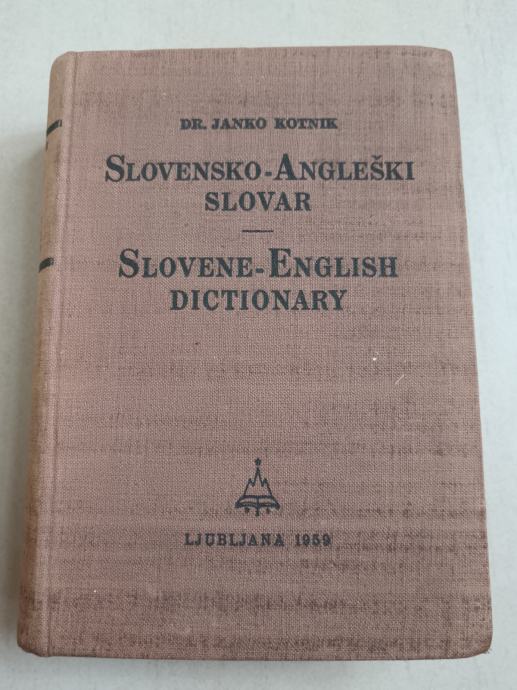 DR. JANKO KOTNIK
SLOVENSKO-ANGLEŠKI
SLOVAR
SLOVENE-ENGLISH
DICTIONARY
LJUBLJANA 1959